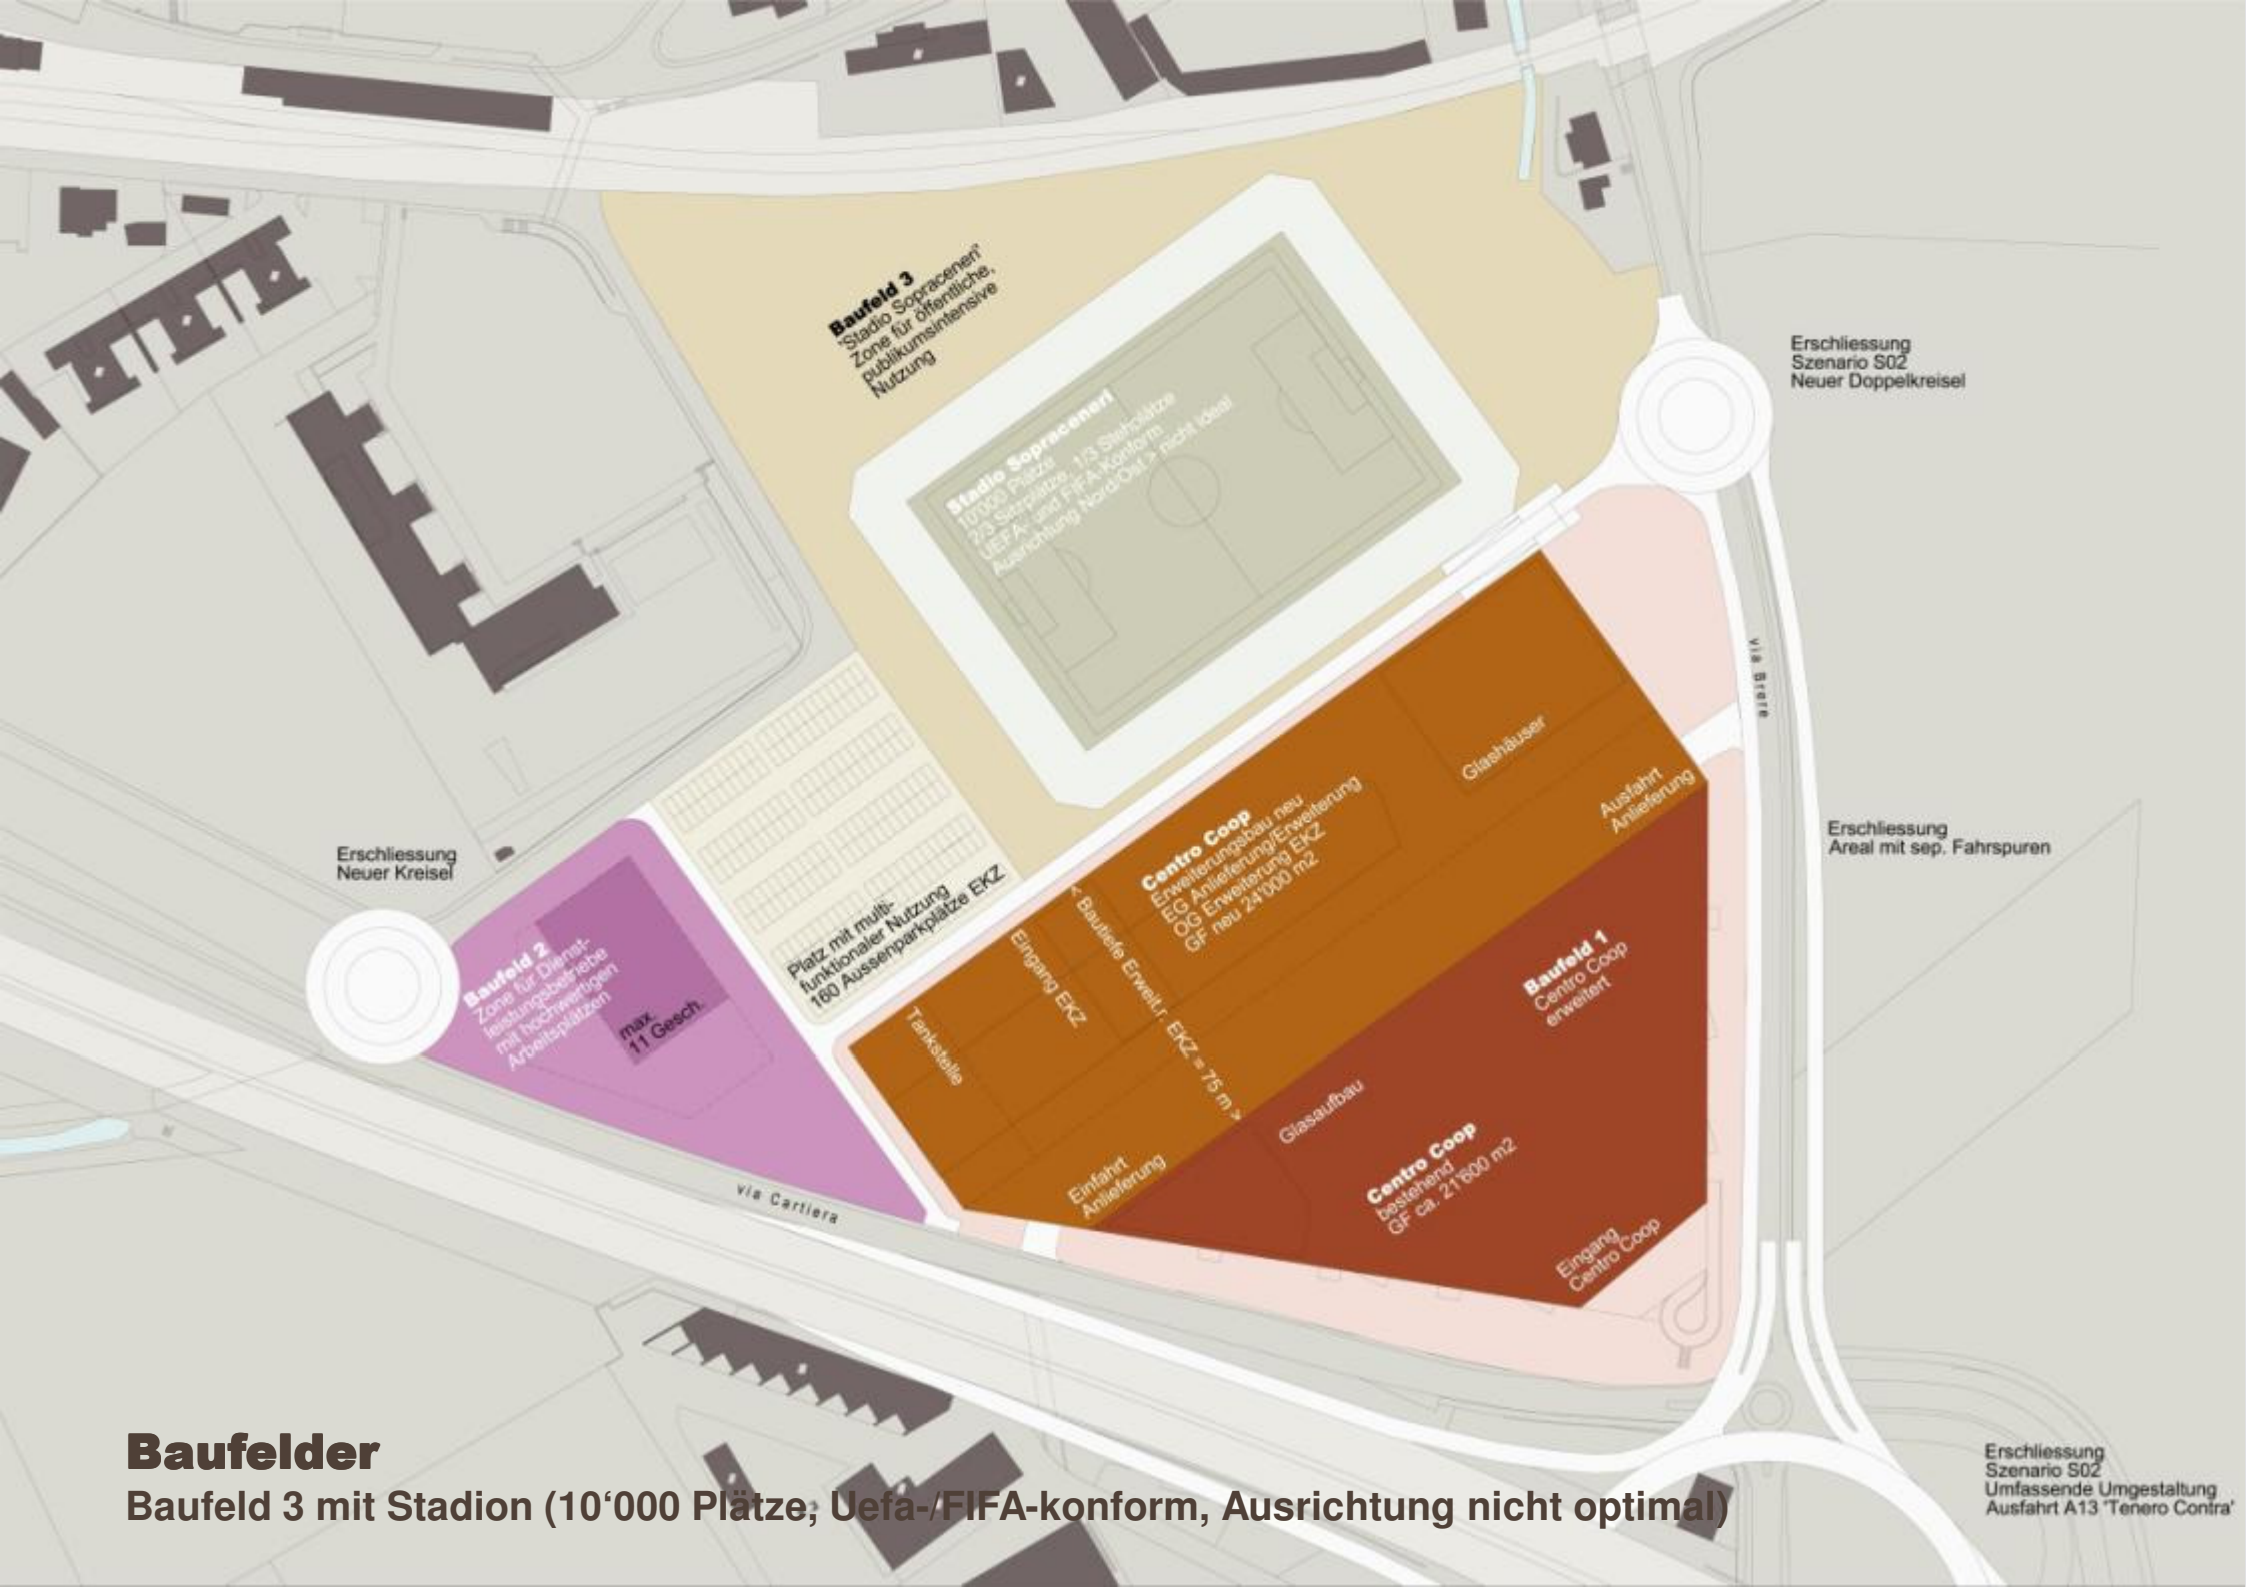 Baufeld 3
'Stadio Sopraceneri'
Zone für öffentliche,
publikumsintensive
Nutzung
Stadio Sopraceneri
10'000 Plätze
2/3 Sitzplätze, 1/3 Stehplätze
UEFA- und FIFA-Konform
Ausrichtung Nord/Ost > nicht ideal
Erschliessung
Szenario S02
Neuer Doppelkreisel
via Brere
Erschliessung
Areal mit sep. Fahrspuren
Erschliessung
Neuer Kreisel
Platz mit multi-
funktionaler Nutzung
160 Aussenparkplätze EKZ
Baufeld 2
Zone für Dienst-
leistungsbetriebe
mit hochwertigen
Arbeitsplätzen
max.
11 Gesch.
Centro Coop
Erweiterungsbau neu
EG Anlieferung/Erweiterung
OG Erweiterung EKZ
GF neu 24'000 m2
Glashäuser
Ausfahrt
Anlieferung
< Bautiefe Erweit.r. EKZ = 75 m >
Eingang EKZ
Tankstelle
Einfahrt
Anlieferung
Baufeld 1
Centro Coop
erweitert
Glasaufbau
Centro Coop
bestehend
GF ca. 21'600 m2
Eingang
Centro Coop
via Cartiera
Erschliessung
Szenario S02
Umfassende Umgestaltung
Ausfahrt A13 'Tenero Contra'
Baufelder
Baufeld 3 mit Stadion (10‘000 Plätze, Uefa-/FIFA-konform, Ausrichtung nicht optimal)